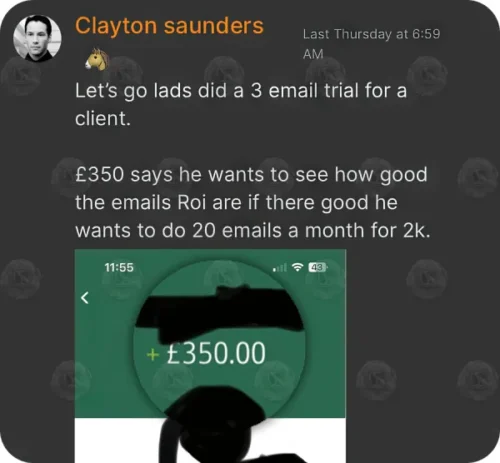 Clayton saunders
Last Thursday at 6:59
AM
Let's go lads did a 3 email trial for a
client.
£350 says he wants to see how good
the emails Roi are if there good he
wants to do 20 emails a month for 2k.
11:55
43
+ £350.00